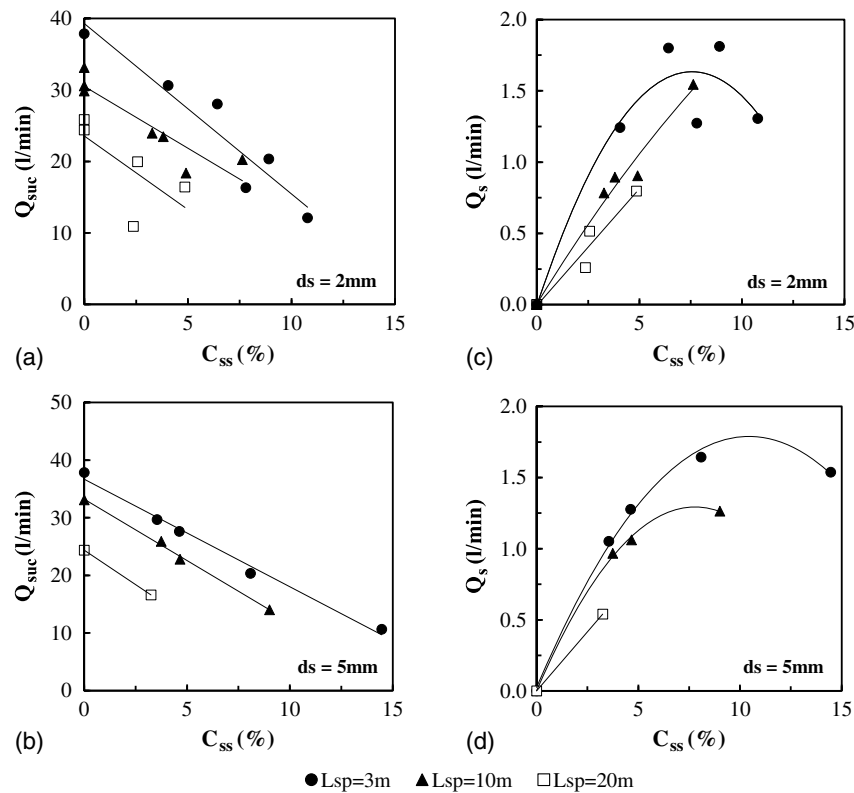 40
30
20
10
0
Q_suc (l/min)
ds = 2mm
0 5 10 15
(a)
C_ss (%)
2.0
1.5
1.0
0.5
0.0
Q_s (l/min)
ds = 2mm
0 5 10 15
(c)
C_ss (%)
50
40
30
20
10
0
Q_suc (l/min)
ds = 5mm
0 5 10 15
(b)
C_ss (%)
2.0
1.5
1.0
0.5
0.0
Q_s (l/min)
ds = 5mm
0 5 10 15
(d)
C_ss (%)
Lsp=3m Lsp=10m Lsp=20m